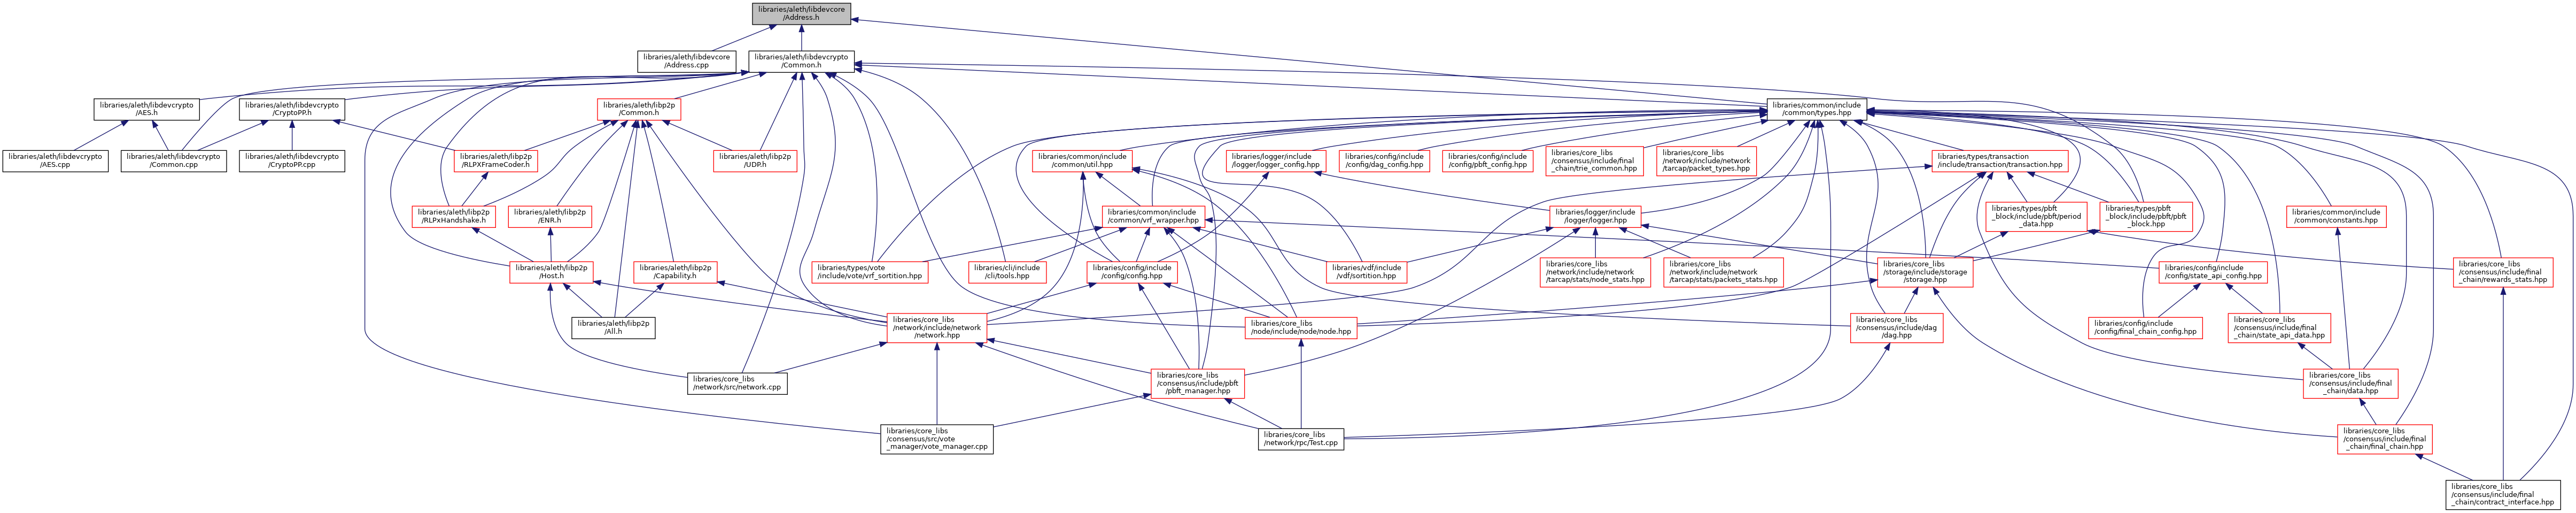 libraries/aleth/libdevcore
/Address.h
libraries/aleth/libdevcore
/Address.cpp
libraries/aleth/libdevcrypto
/Common.h
libraries/aleth/libdevcrypto
/AES.h
libraries/aleth/libdevcrypto
/CryptoPP.h
libraries/aleth/libp2p
/Common.h
libraries/common/include
/common/types.hpp
libraries/aleth/libdevcrypto
/AES.cpp
libraries/aleth/libdevcrypto
/Common.cpp
libraries/aleth/libdevcrypto
/CryptoPP.cpp
libraries/aleth/libp2p
/RLPXFrameCoder.h
libraries/aleth/libp2p
/UDP.h
libraries/common/include
/common/util.hpp
libraries/logger/include
/logger/logger_config.hpp
libraries/config/include
/config/dag_config.hpp
libraries/config/include
/config/pbft_config.hpp
libraries/core_libs
/consensus/include/final
_chain/trie_common.hpp
libraries/core_libs
/network/include/network
/tarcap/packet_types.hpp
libraries/types/transaction
/include/transaction/transaction.hpp
libraries/aleth/libp2p
/RLPxHandshake.h
libraries/aleth/libp2p
/ENR.h
libraries/common/include
/common/vrf_wrapper.hpp
libraries/logger/include
/logger/logger.hpp
libraries/types/pbft
_block/include/pbft/period
_data.hpp
libraries/types/pbft
_block/include/pbft/pbft
_block.hpp
libraries/common/include
/common/constants.hpp
libraries/aleth/libp2p
/Host.h
libraries/aleth/libp2p
/Capability.h
libraries/types/vote
/include/vote/vrf_sortition.hpp
libraries/cli/include
/cli/tools.hpp
libraries/config/include
/config/config.hpp
libraries/vdf/include
/vdf/sortition.hpp
libraries/core_libs
/network/include/network
/tarcap/stats/node_stats.hpp
libraries/core_libs
/network/include/network
/tarcap/stats/packets_stats.hpp
libraries/core_libs
/storage/include/storage
/storage.hpp
libraries/config/include
/config/state_api_config.hpp
libraries/core_libs
/consensus/include/final
_chain/rewards_stats.hpp
libraries/aleth/libp2p
/All.h
libraries/core_libs
/network/include/network
/network.hpp
libraries/core_libs
/node/include/node/node.hpp
libraries/core_libs
/consensus/include/dag
/dag.hpp
libraries/config/include
/config/final_chain_config.hpp
libraries/core_libs
/consensus/include/final
_chain/state_api_data.hpp
libraries/core_libs
/network/src/network.cpp
libraries/core_libs
/consensus/include/pbft
/pbft_manager.hpp
libraries/core_libs
/consensus/include/final
_chain/data.hpp
libraries/core_libs
/consensus/src/vote
_manager/vote_manager.cpp
libraries/core_libs
/network/rpc/Test.cpp
libraries/core_libs
/consensus/include/final
_chain/final_chain.hpp
libraries/core_libs
/consensus/include/final
_chain/contract_interface.hpp